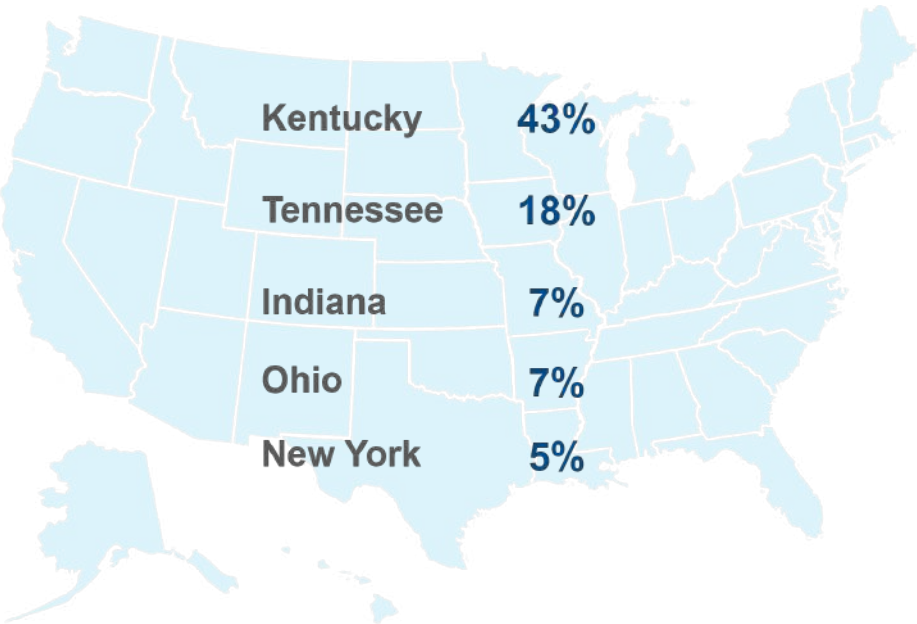 Kentucky 43%
Tennessee 18%
Indiana 7%
Ohio 7%
New York 5%